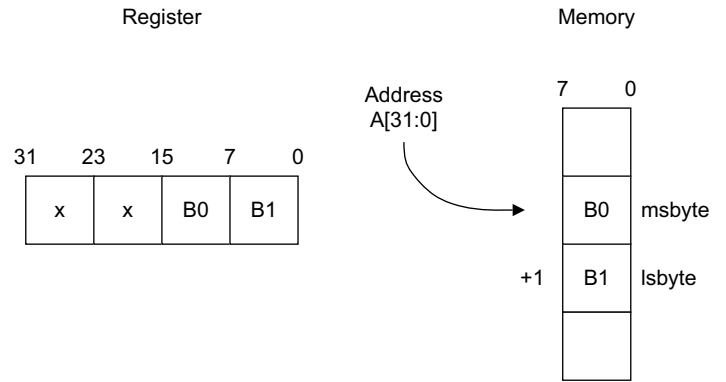 Register
Memory
Address
A[31:0]
7 0
31 23 15 7 0
x x B0 B1
B0 msbyte
+1 B1 lsbyte